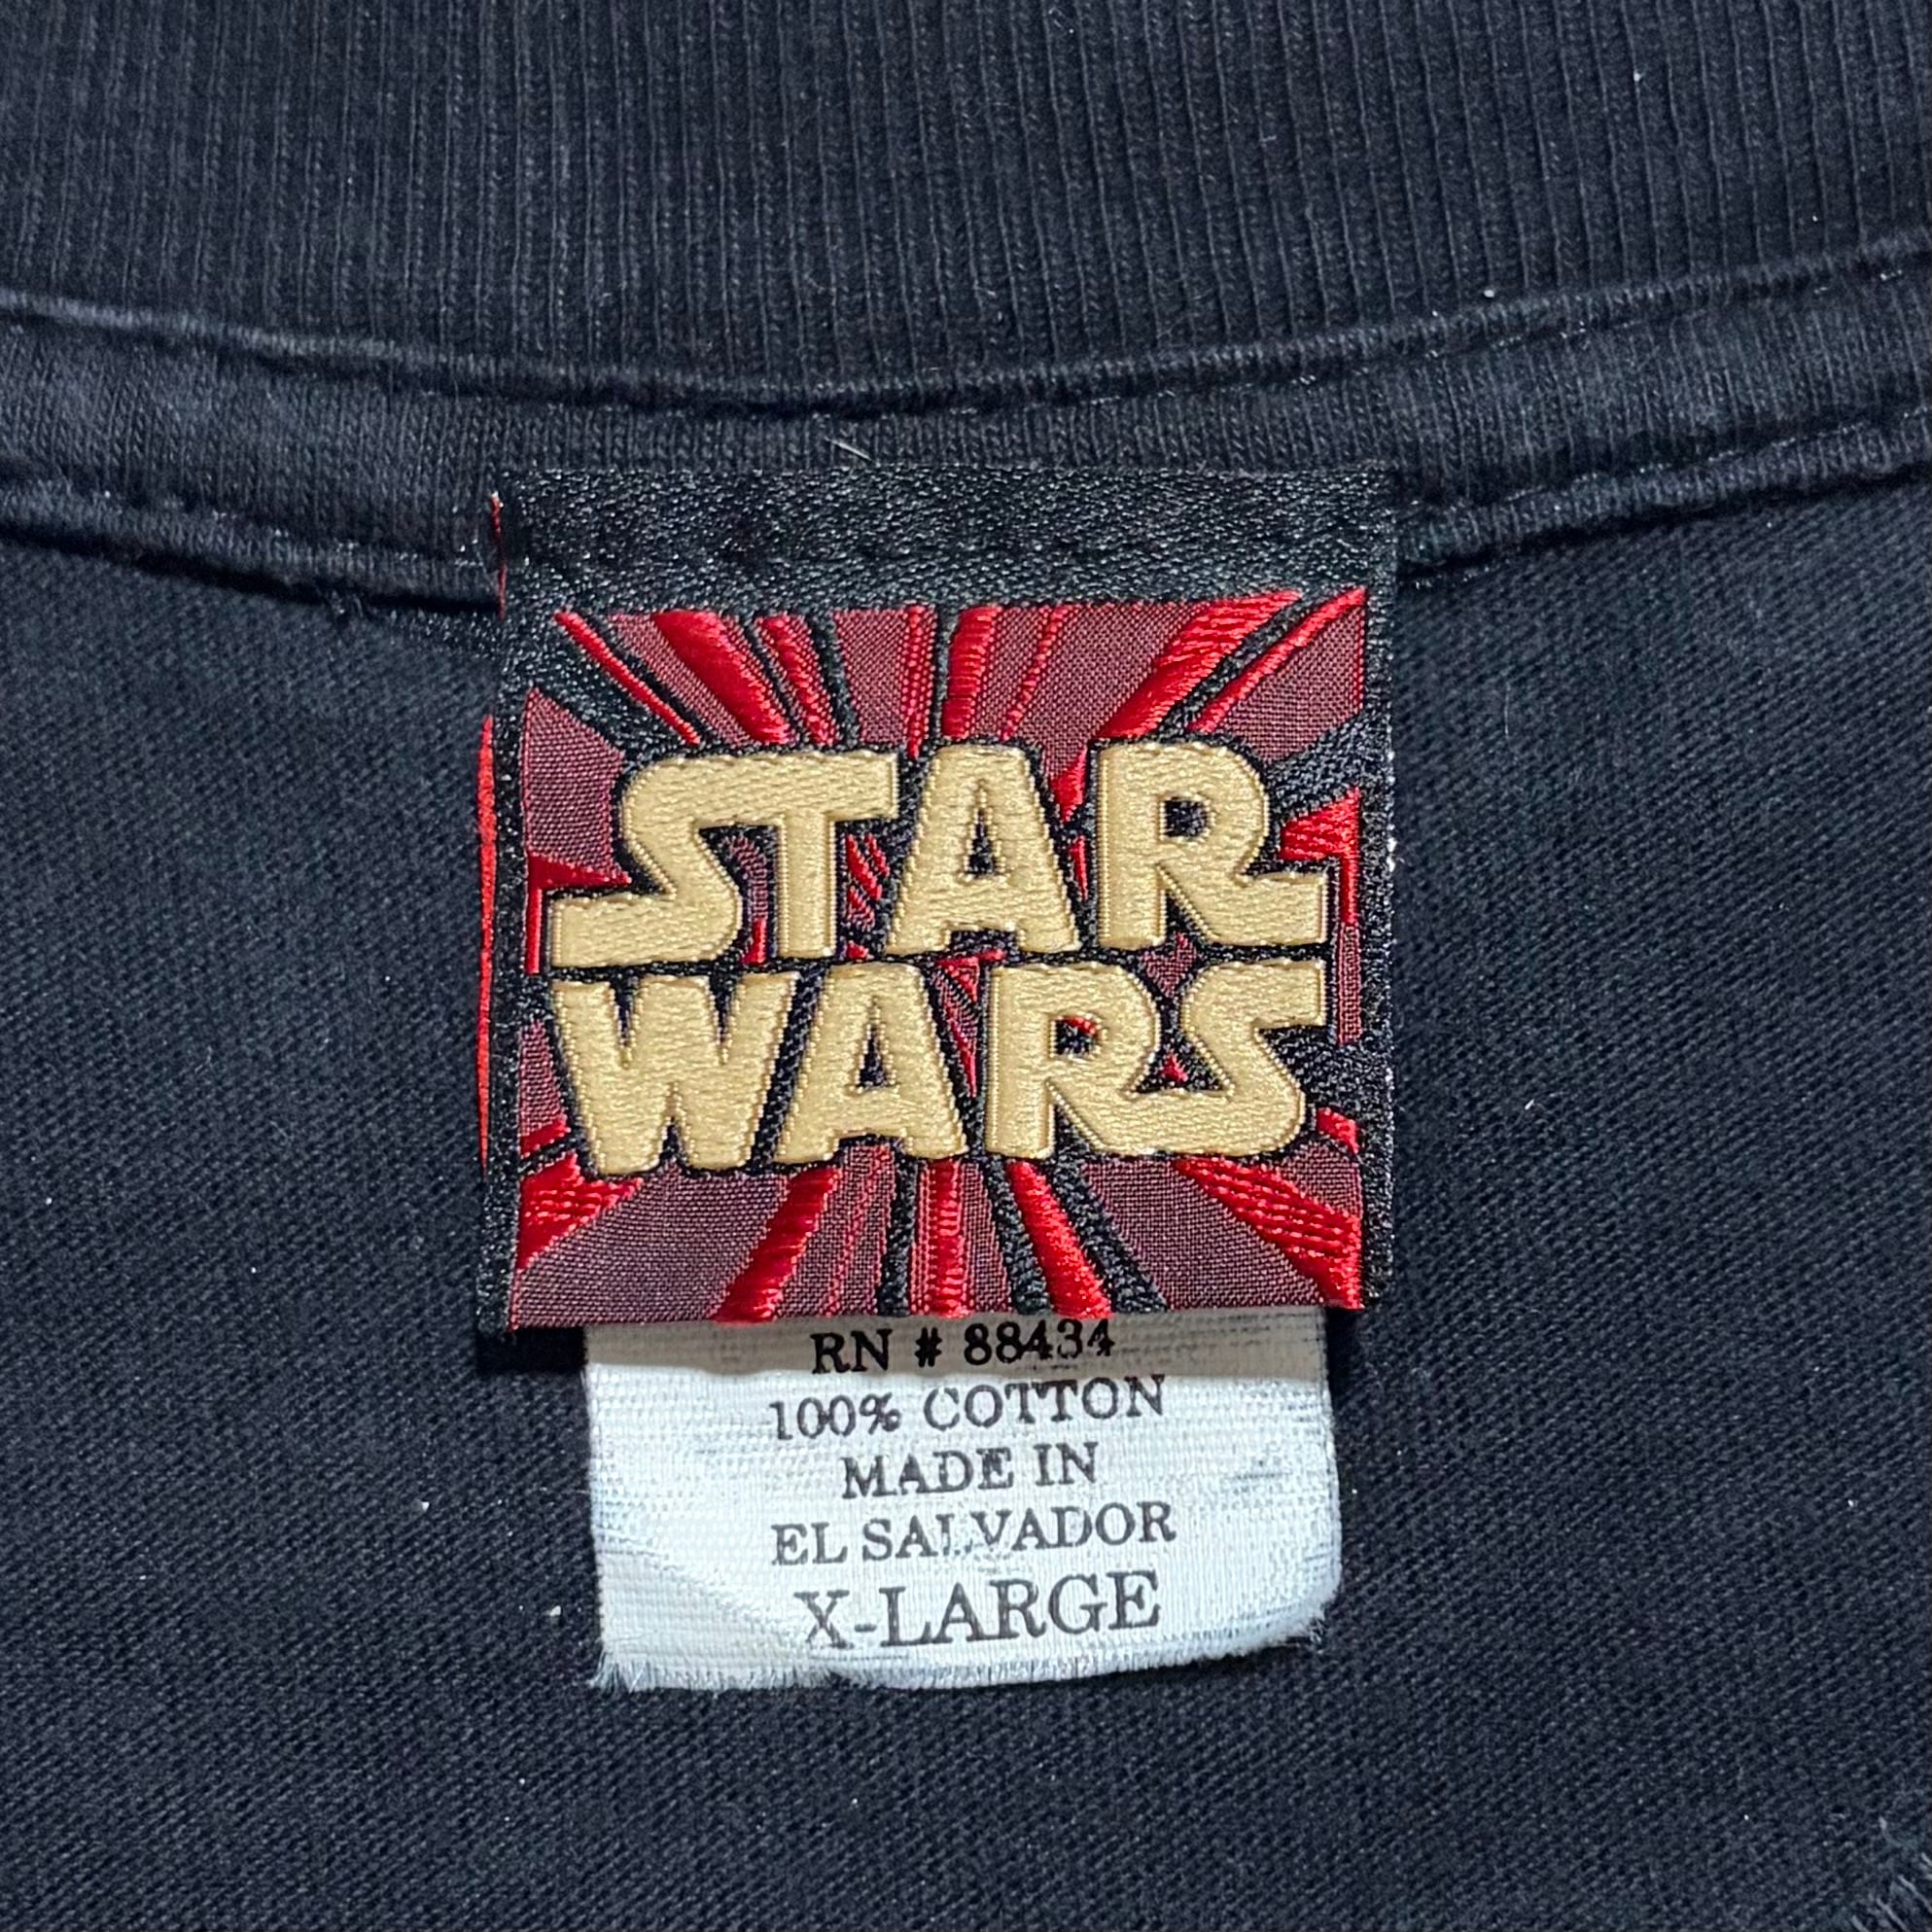 STAR
WARS
RN # 88434
100% COTTON
MADE IN
EL SALVADOR
X-LARGE